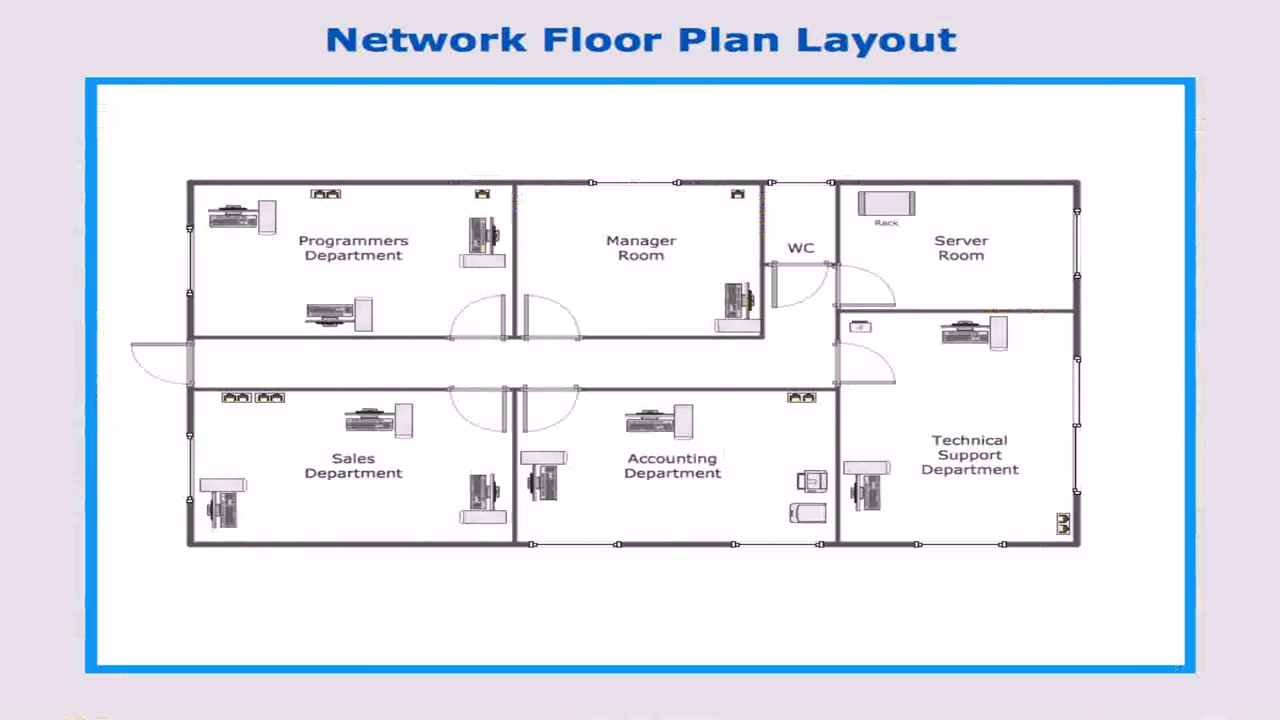 Network Floor Plan Layout
Programmers
Department
Manager
Room
WC
Rack
Server
Room
Sales
Department
Accounting
Department
Technical
Support
Department